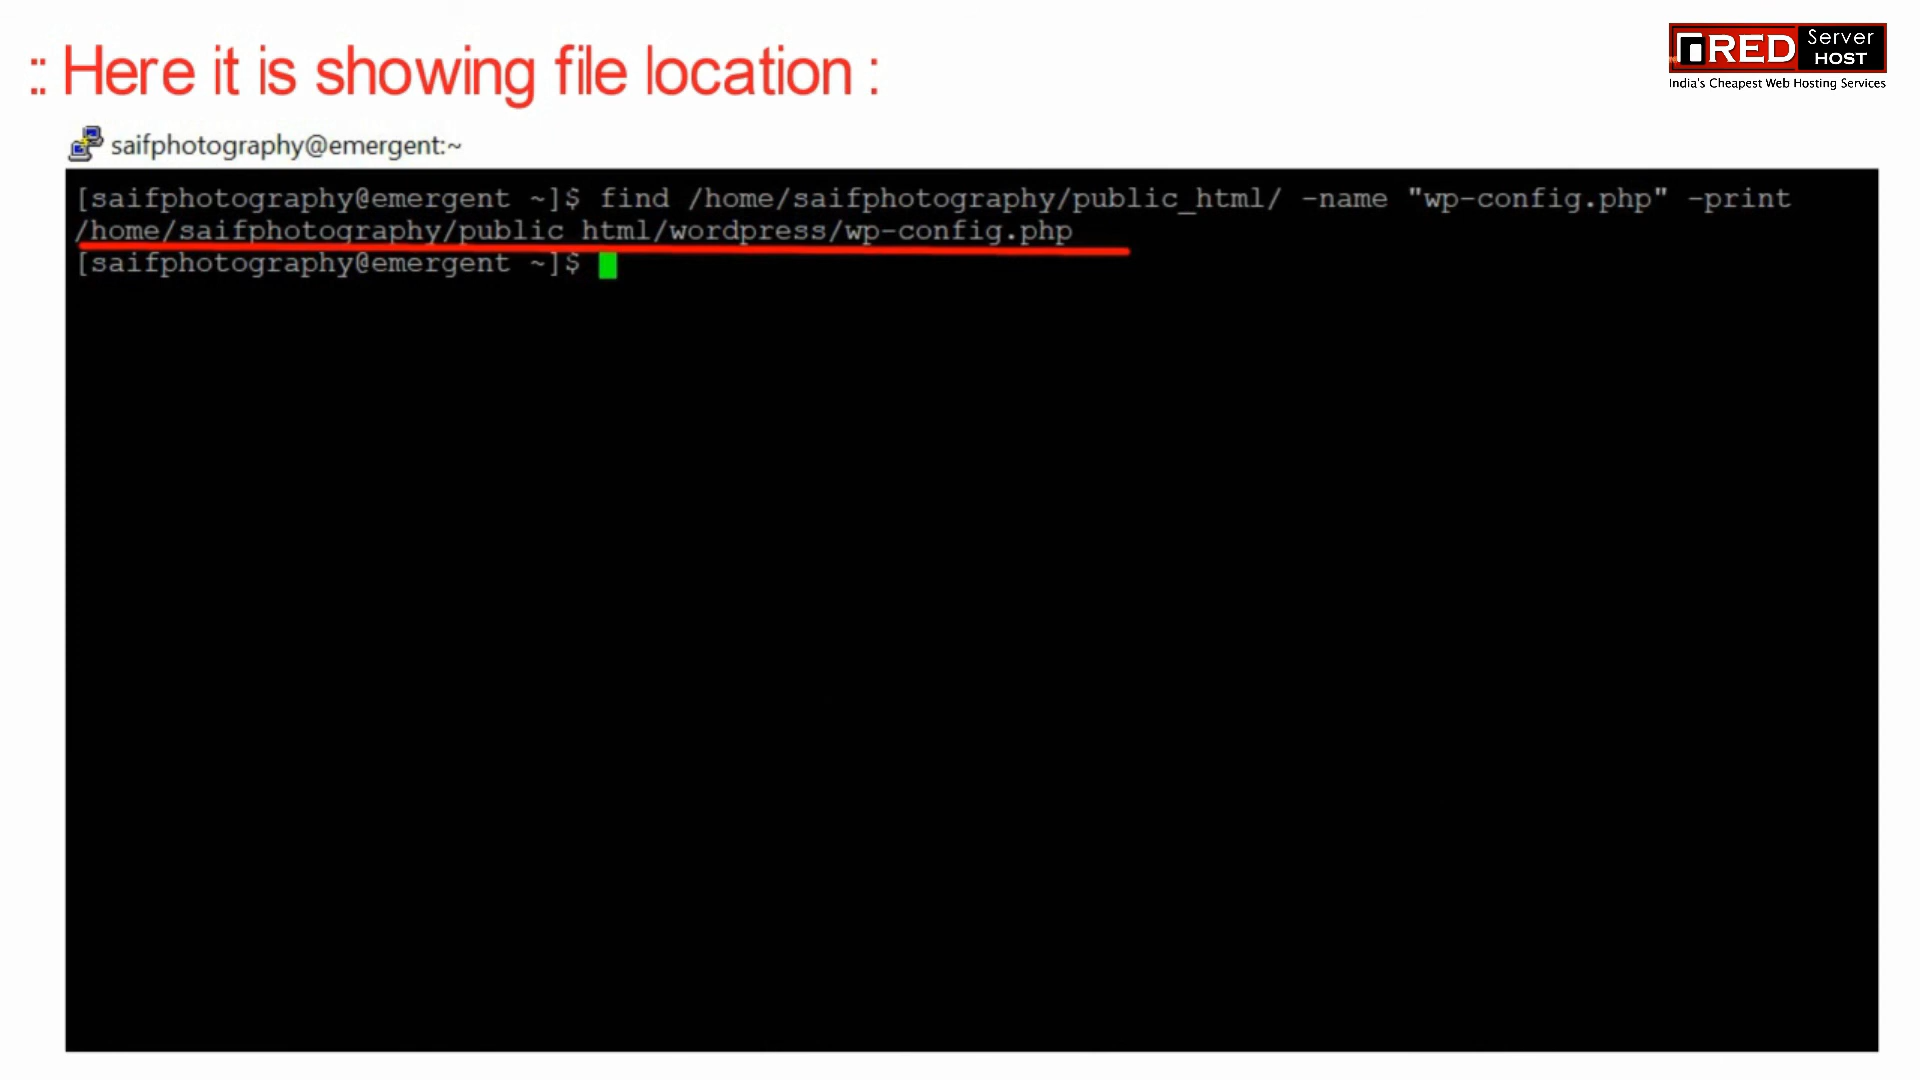 :: Here it is showing file location :
RED Server HOST
India's Cheapest Web Hosting Services
saifphotography@emergent:~
[saifphotography@emergent ~]$ find /home/saifphotography/public_html/ -name "wp-config.php" -print
/home/saifphotography/public_html/wordpress/wp-config.php
[saifphotography@emergent ~]$